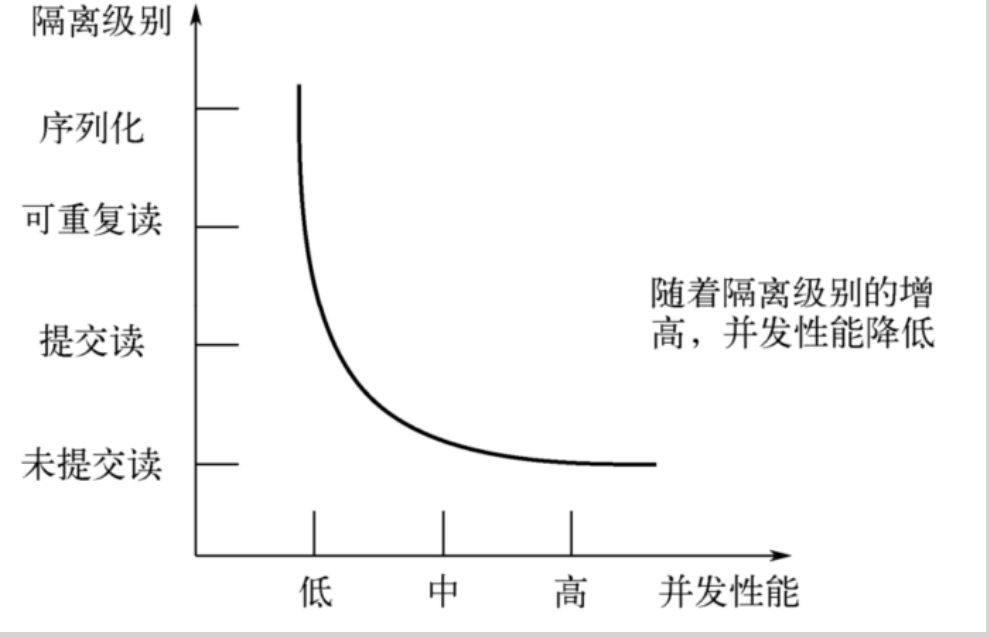 隔离级别
序列化
可重复读
提交读
未提交读
随着隔离级别的增
高，并发性能降低
低
中
高
并发性能